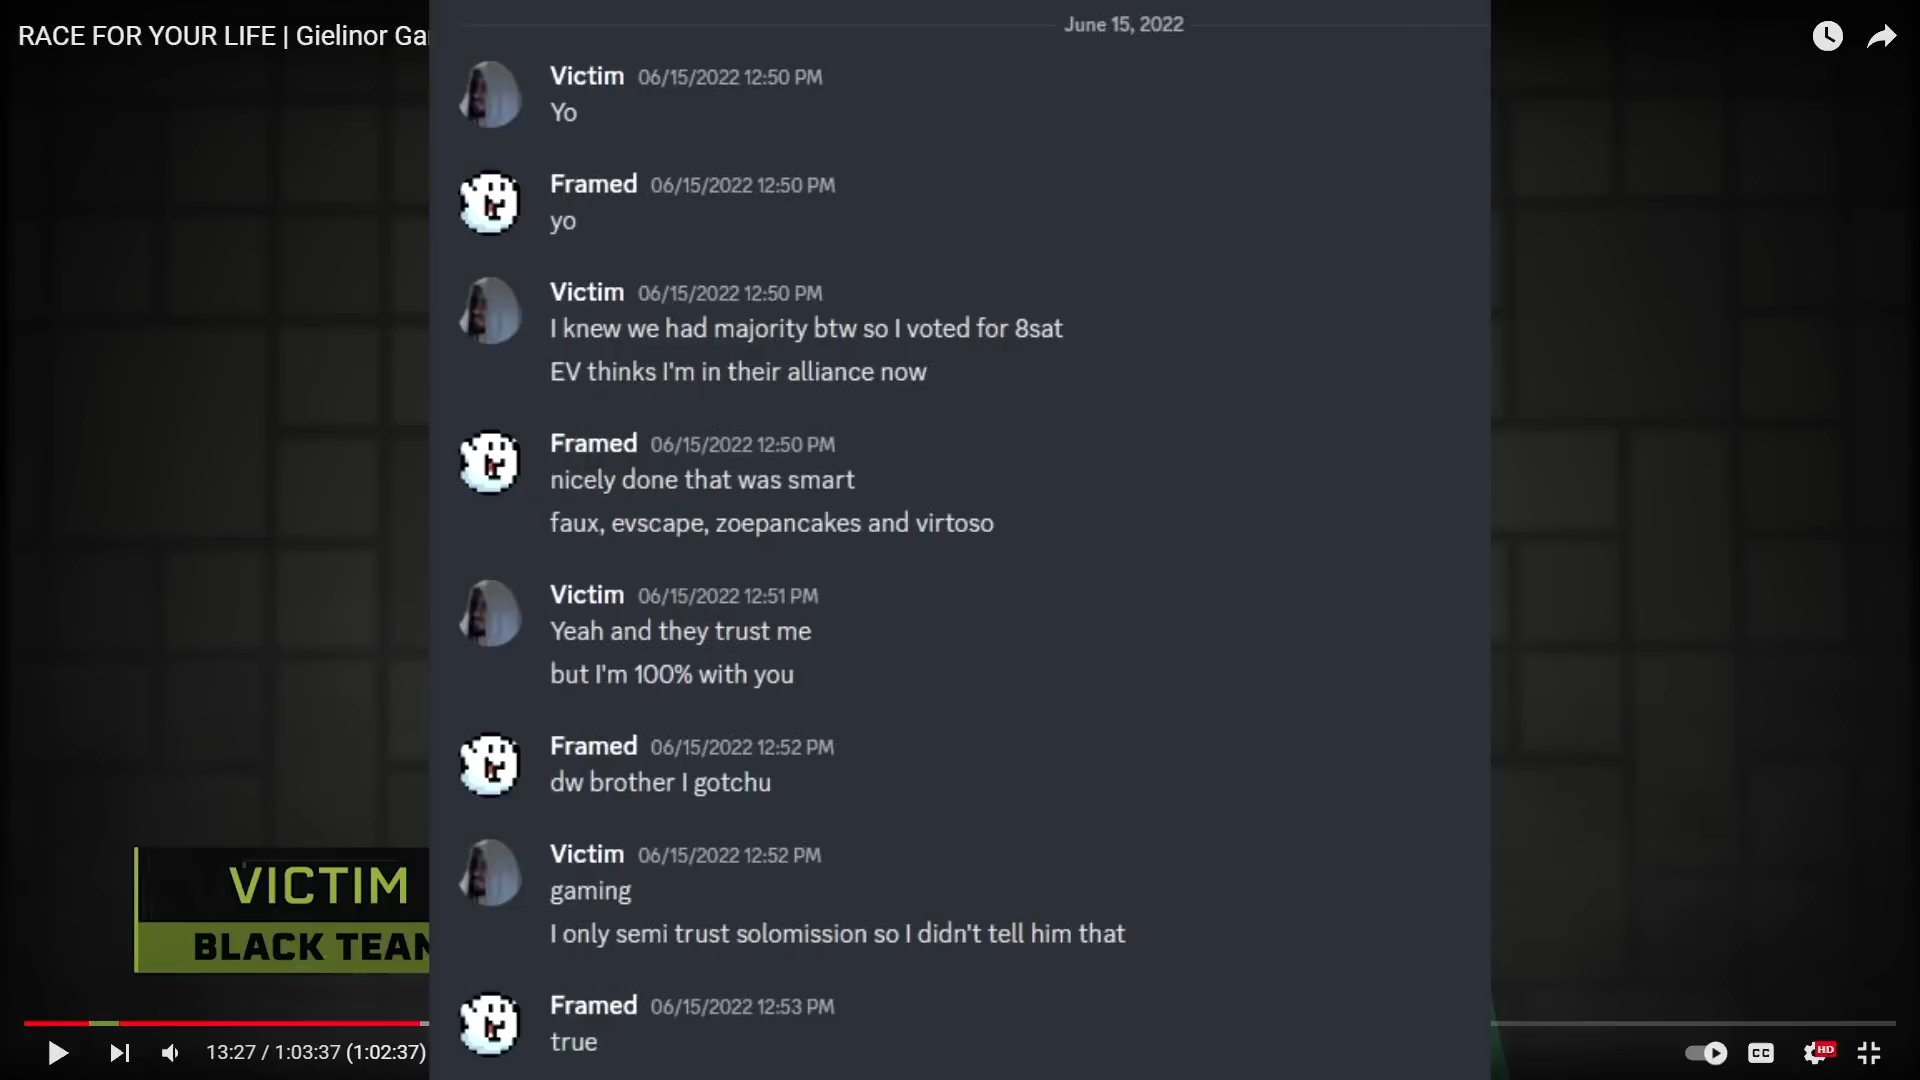 RACE FOR YOUR LIFE | Gielinor Ga
June 15, 2022
Victim 06/15/2022 12:50 PM
Yo
Framed 06/15/2022 12:50 PM
yo
Victim 06/15/2022 12:50 PM
I knew we had majority btw so I voted for 8sat
EV thinks I'm in their alliance now
Framed 06/15/2022 12:50 PM
nicely done that was smart
faux, evscape, zoepancakes and virtoso
Victim 06/15/2022 12:51 PM
Yeah and they trust me
but I'm 100% with you
Framed 06/15/2022 12:52 PM
dw brother I gotchu
Victim 06/15/2022 12:52 PM
gaming
I only semi trust solomission so I didn't tell him that
Framed 06/15/2022 12:53 PM
true
VICTIM
BLACK TEAM
13:27 / 1:03:37 (1:02:37)
CC
HD